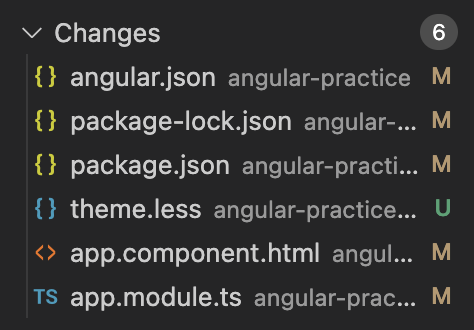 Changes 6
{} angular.json angular-practice M
{} package-lock.json angular-... M
{} package.json angular-practi... M
{} theme.less angular-practice... U
<> app.component.html angul... M
TS app.module.ts angular-prac... M